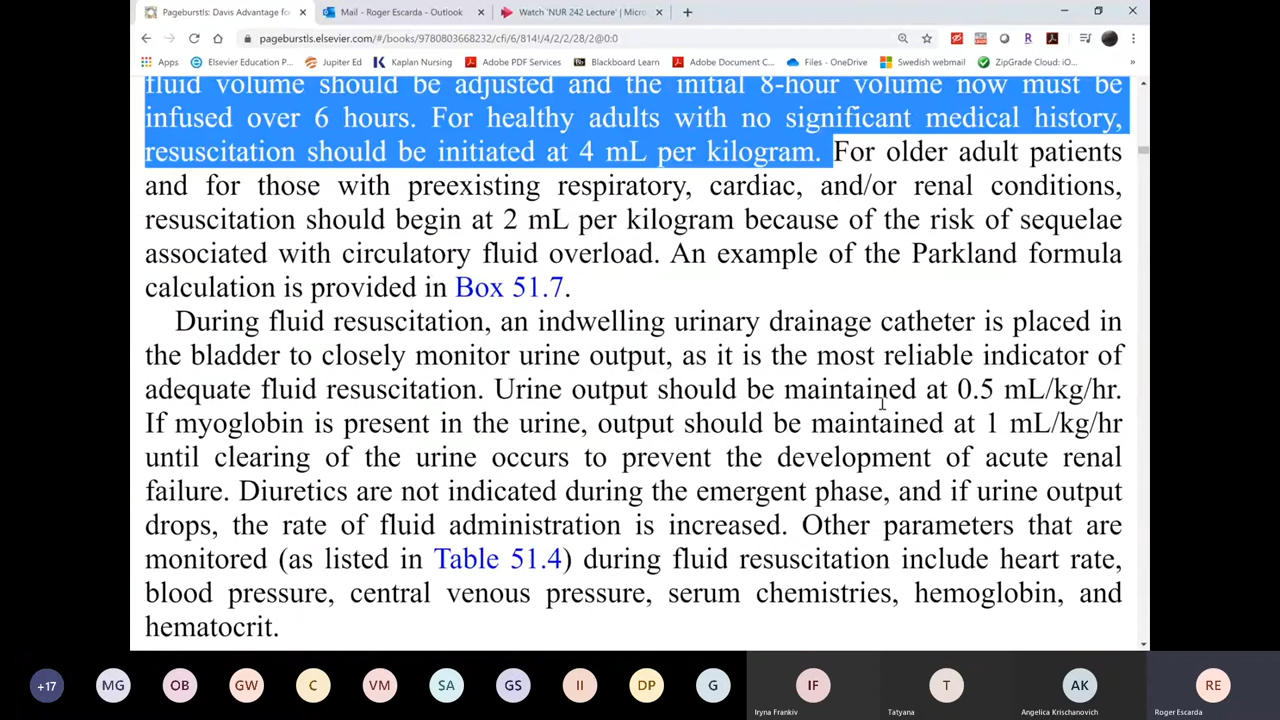 Pageburstls: Davis Advantage for
Mail - Roger Escarda - Outlook
Watch 'NUR 242 Lecture' | Micro
pageburstls.elsevier.com/#/books/9780803668232/cfi/6/814!/4/2/2/28/2@0:0
Apps
Elsevier Education P...
Jupiter Ed
Kaplan Nursing
Adobe PDF Services
Blackboard Learn
Adobe Document C...
Files - OneDrive
Swedish webmail
ZipGrade Cloud: iO...
fluid volume should be adjusted and the initial 8-hour volume now must be
infused over 6 hours. For healthy adults with no significant medical history,
resuscitation should be initiated at 4 mL per kilogram. For older adult patients
and for those with preexisting respiratory, cardiac, and/or renal conditions,
resuscitation should begin at 2 mL per kilogram because of the risk of sequelae
associated with circulatory fluid overload. An example of the Parkland formula
calculation is provided in Box 51.7.
During fluid resuscitation, an indwelling urinary drainage catheter is placed in
the bladder to closely monitor urine output, as it is the most reliable indicator of
adequate fluid resuscitation. Urine output should be maintained at 0.5 mL/kg/hr.
If myoglobin is present in the urine, output should be maintained at 1 mL/kg/hr
until clearing of the urine occurs to prevent the development of acute renal
failure. Diuretics are not indicated during the emergent phase, and if urine output
drops, the rate of fluid administration is increased. Other parameters that are
monitored (as listed in Table 51.4) during fluid resuscitation include heart rate,
blood pressure, central venous pressure, serum chemistries, hemoglobin, and
hematocrit.
+17
MG
OB
GW
C
VM
SA
GS
II
DP
G
IF
T
AK
RE
Iryna Frankiv
Tatyana
Angelica Krischanovich
Roger Escarda